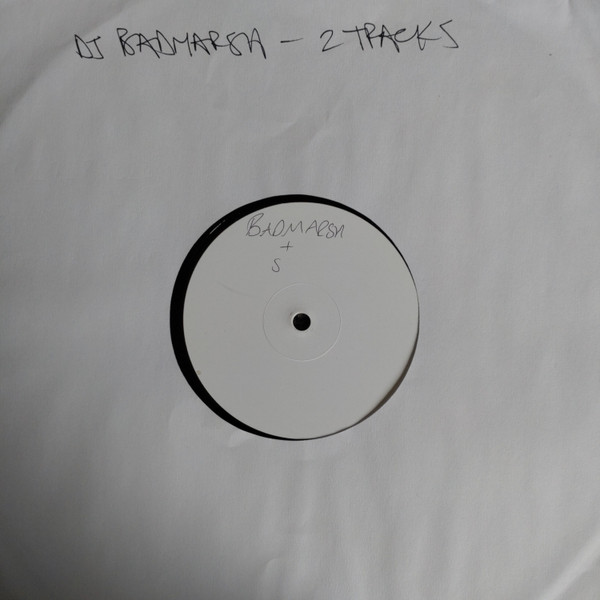 DJ BADMARSH – 2 TRACKS
BADMARSH
+
S